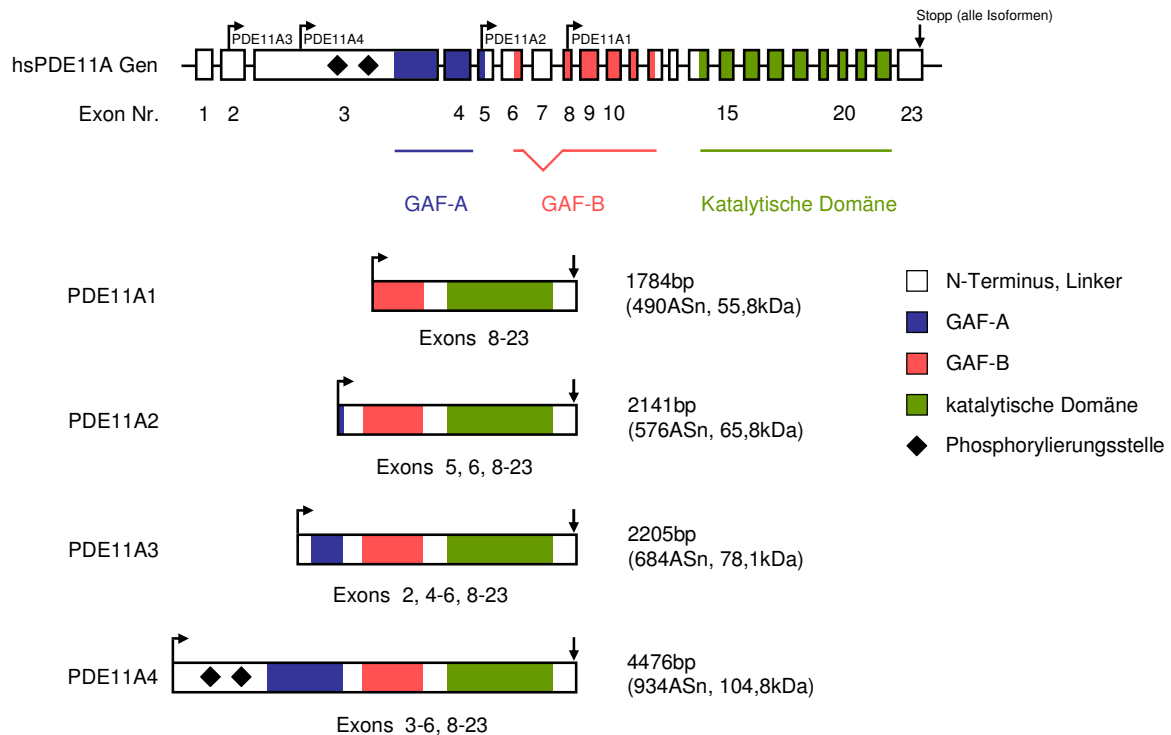 Stopp (alle Isoformen)
PDE11A3 PDE11A4 PDE11A2 PDE11A1
hsPDE11A Gen
Exon Nr. 1 2 3 4 5 6 7 8 9 10 15 20 23
GAF-A GAF-B Katalytische Domäne
PDE11A1
1784bp
(490ASn, 55,8kDa)
Exons 8-23
PDE11A2
2141bp
(576ASn, 65,8kDa)
Exons 5, 6, 8-23
PDE11A3
2205bp
(684ASn, 78,1kDa)
Exons 2, 4-6, 8-23
PDE11A4
4476bp
(934ASn, 104,8kDa)
Exons 3-6, 8-23
N-Terminus, Linker
GAF-A
GAF-B
katalytische Domäne
Phosphorylierungsstelle